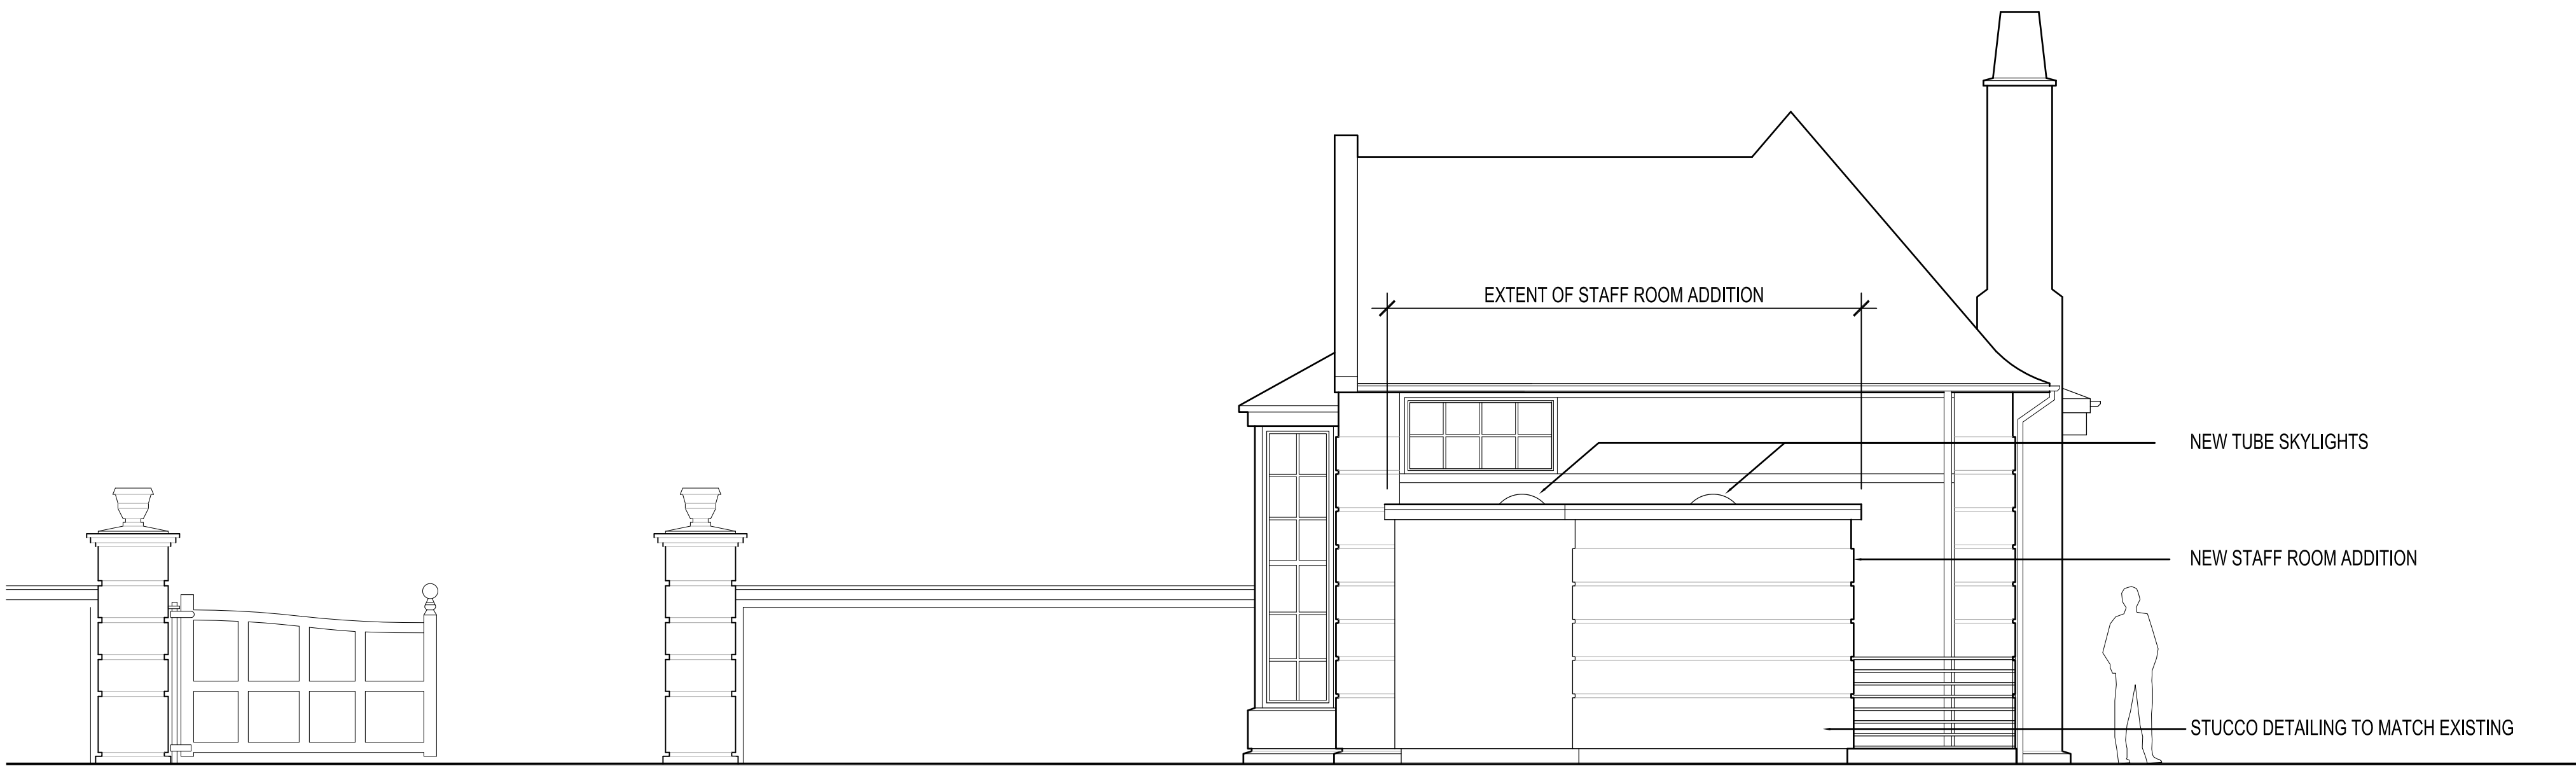 EXTENT OF STAFF ROOM ADDITION
NEW TUBE SKYLIGHTS
NEW STAFF ROOM ADDITION
STUCCO DETAILING TO MATCH EXISTING